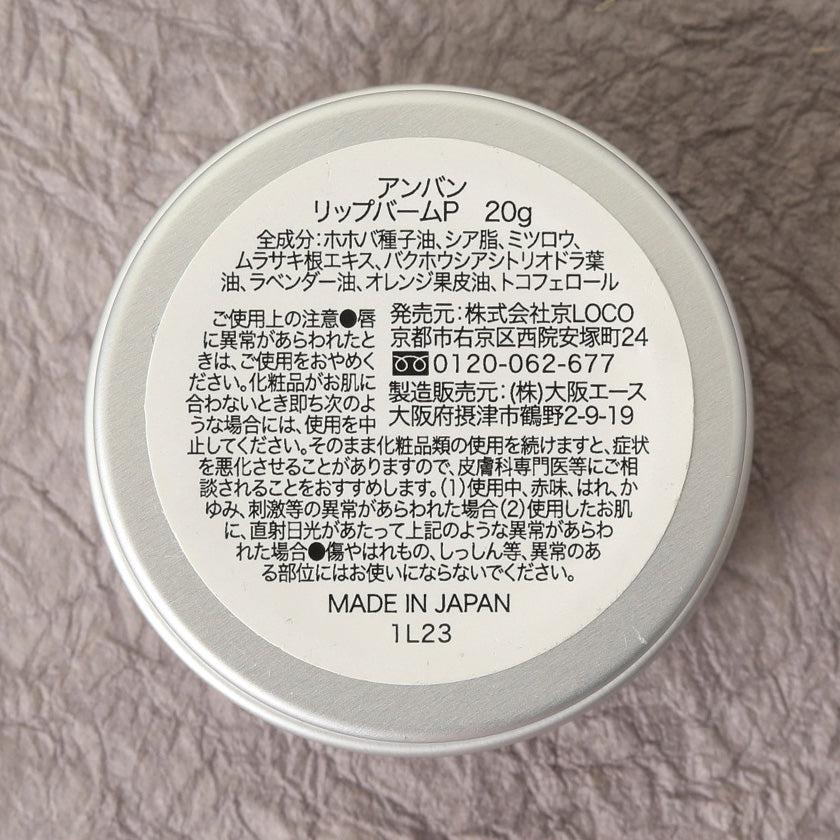 アンバン
リップバームP 20g
全成分:ホホバ種子油、シア脂、ミツロウ、
ムラサキ根エキス、バクホウシアシトリオドラ葉
油、ラベンダー油、オレンジ果皮油、トコフェロール
ご使用上の注意●唇
に異常があらわれたと
きは、ご使用をおやめく
ださい。化粧品がお肌に
合わないとき即ち次のよ
うな場合には、使用を中
発売元:株式会社京LOCO
京都市右京区西院安塚町24
0120-062-677
製造販売元:(株)大阪エース
大阪府摂津市鶴野2-9-19
止してください。そのまま化粧品類の使用を続けますと、症状
を悪化させることがありますので、皮膚科専門医等にご相
談されることをおすすめします。(1)使用中、赤味、はれ、か
ゆみ、刺激等の異常があらわれた場合(2)使用したお肌
に、直射日光があたって上記のような異常があらわ
れた場合●傷やはれもの、しっしん等、異常のあ
る部位にはお使いにならないでください。
MADE IN JAPAN
1L23